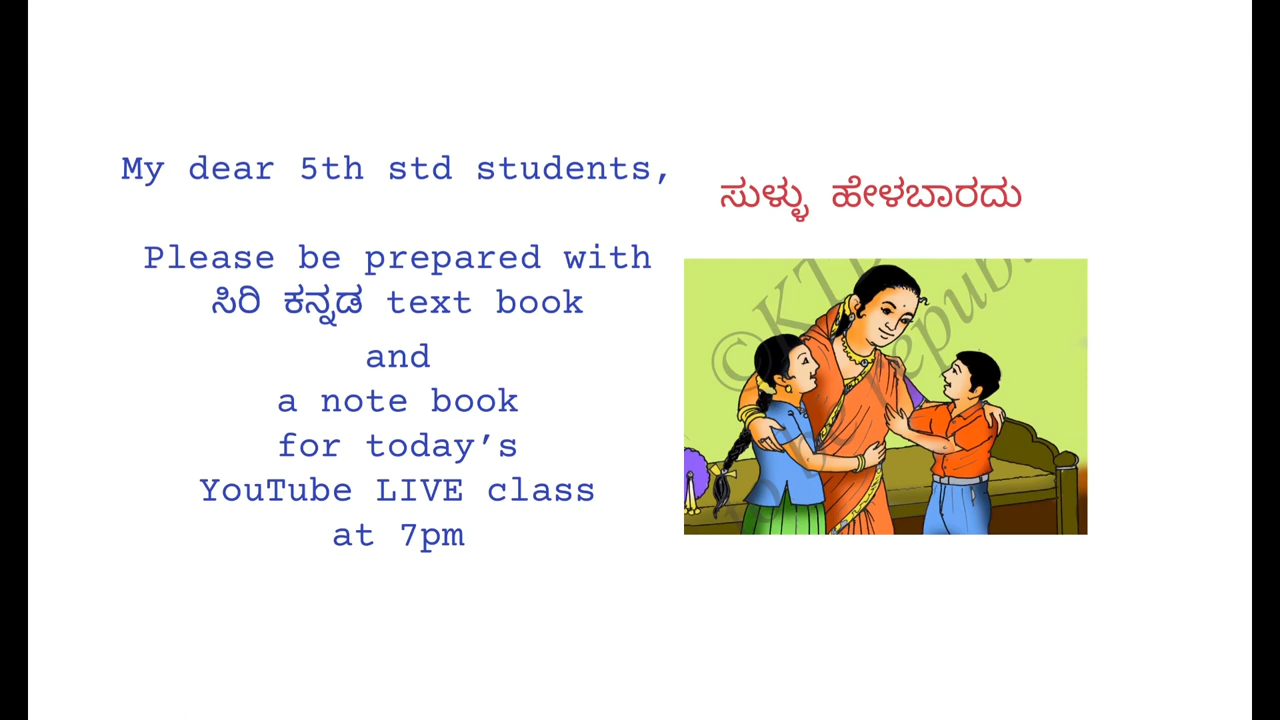 My dear 5th std students,
Please be prepared with
ಸಿರಿ ಕನ್ನಡ text book
and
a note book
for today's
YouTube LIVE class
at 7pm
ಸುಳ್ಳು ಹೇಳಬಾರದು